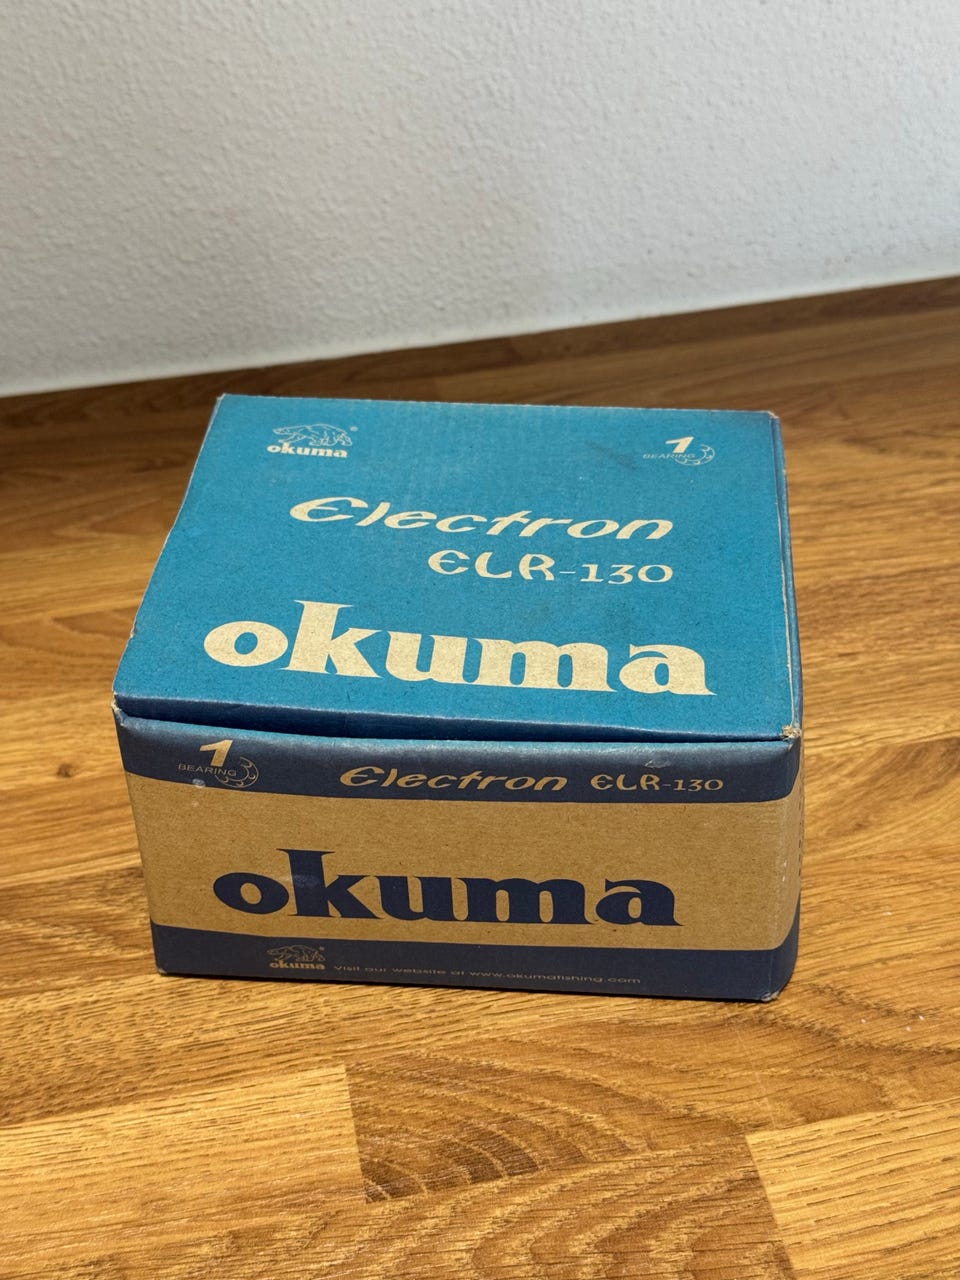 okuma
1
BEARING
Electron
ELR-130
okuma
1
BEARING
Electron ELR-130
okuma
okuma Visit our website at www.okumafishing.com